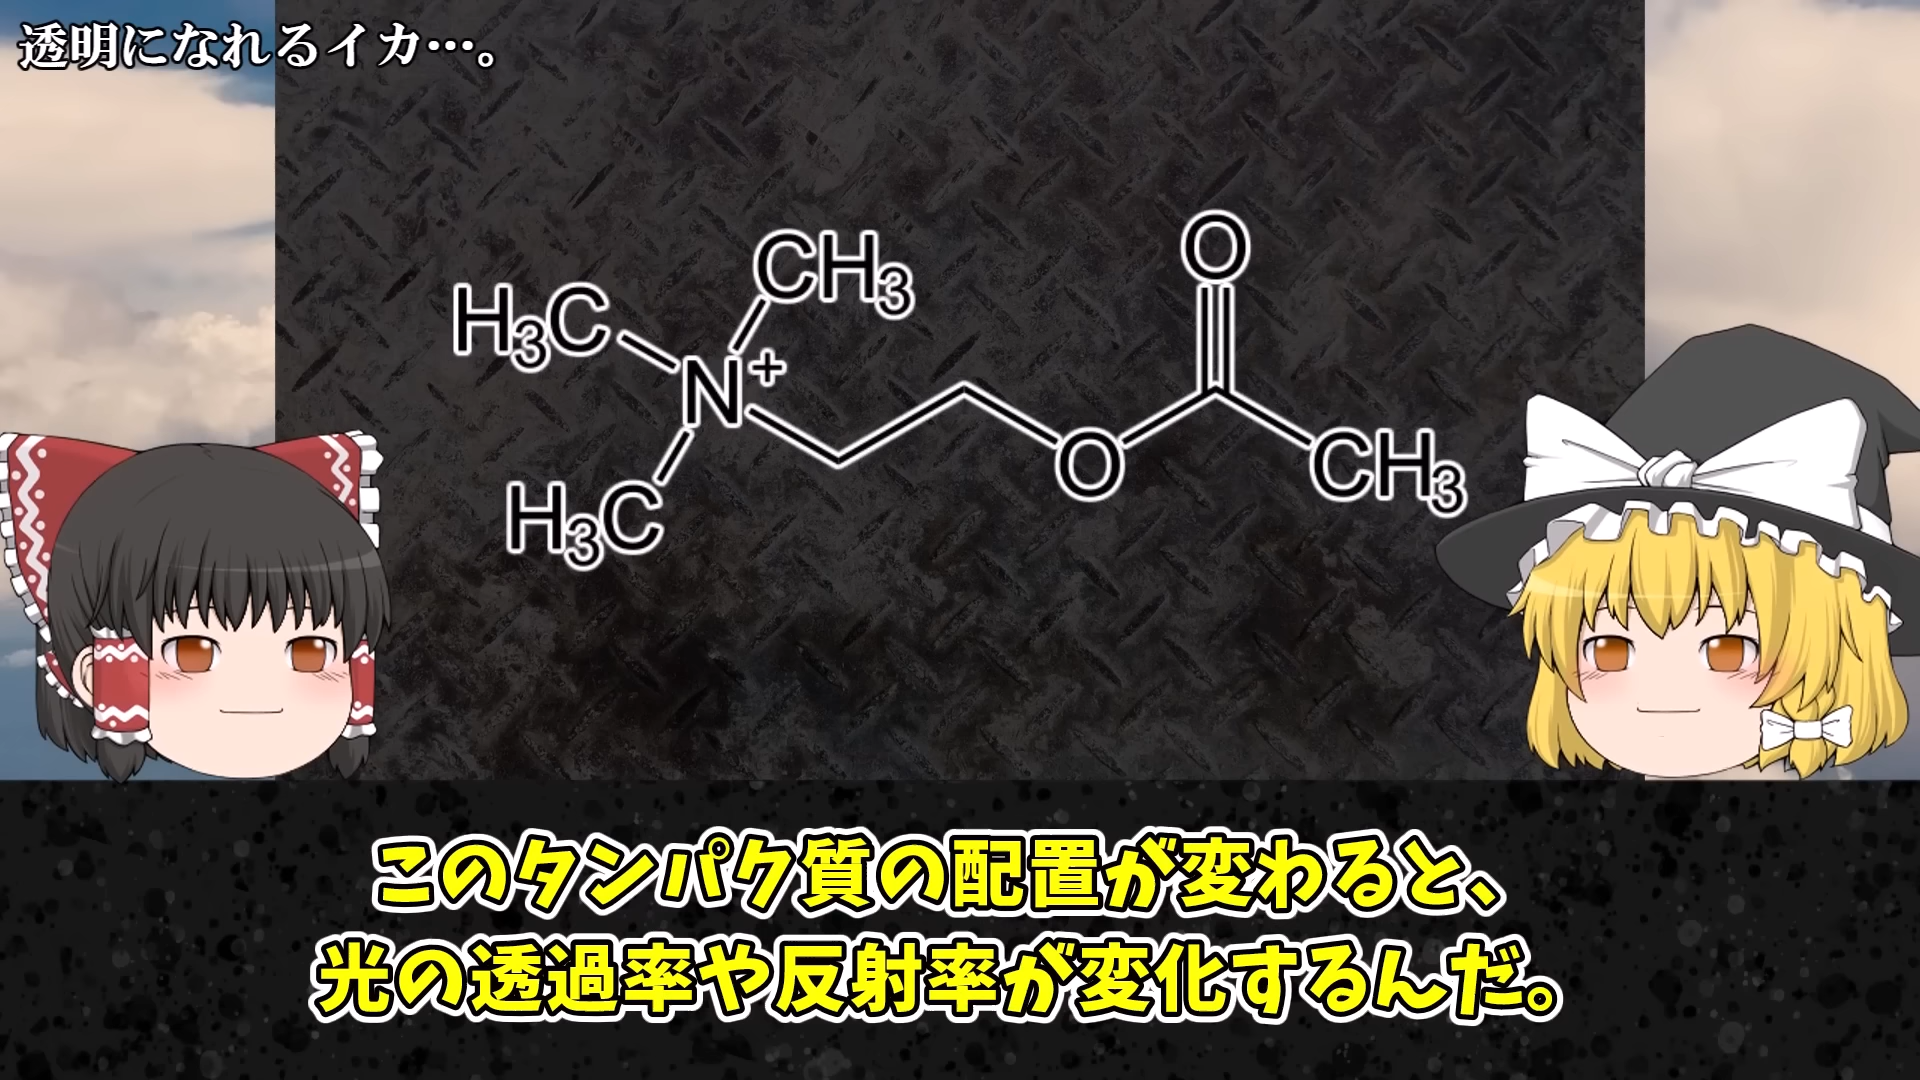 透明になれるイカ…。
O
CH3
H3C
N+
O
CH3
H3C
このタンパク質の配置が変わると、
光の透過率や反射率が変化するんだ。